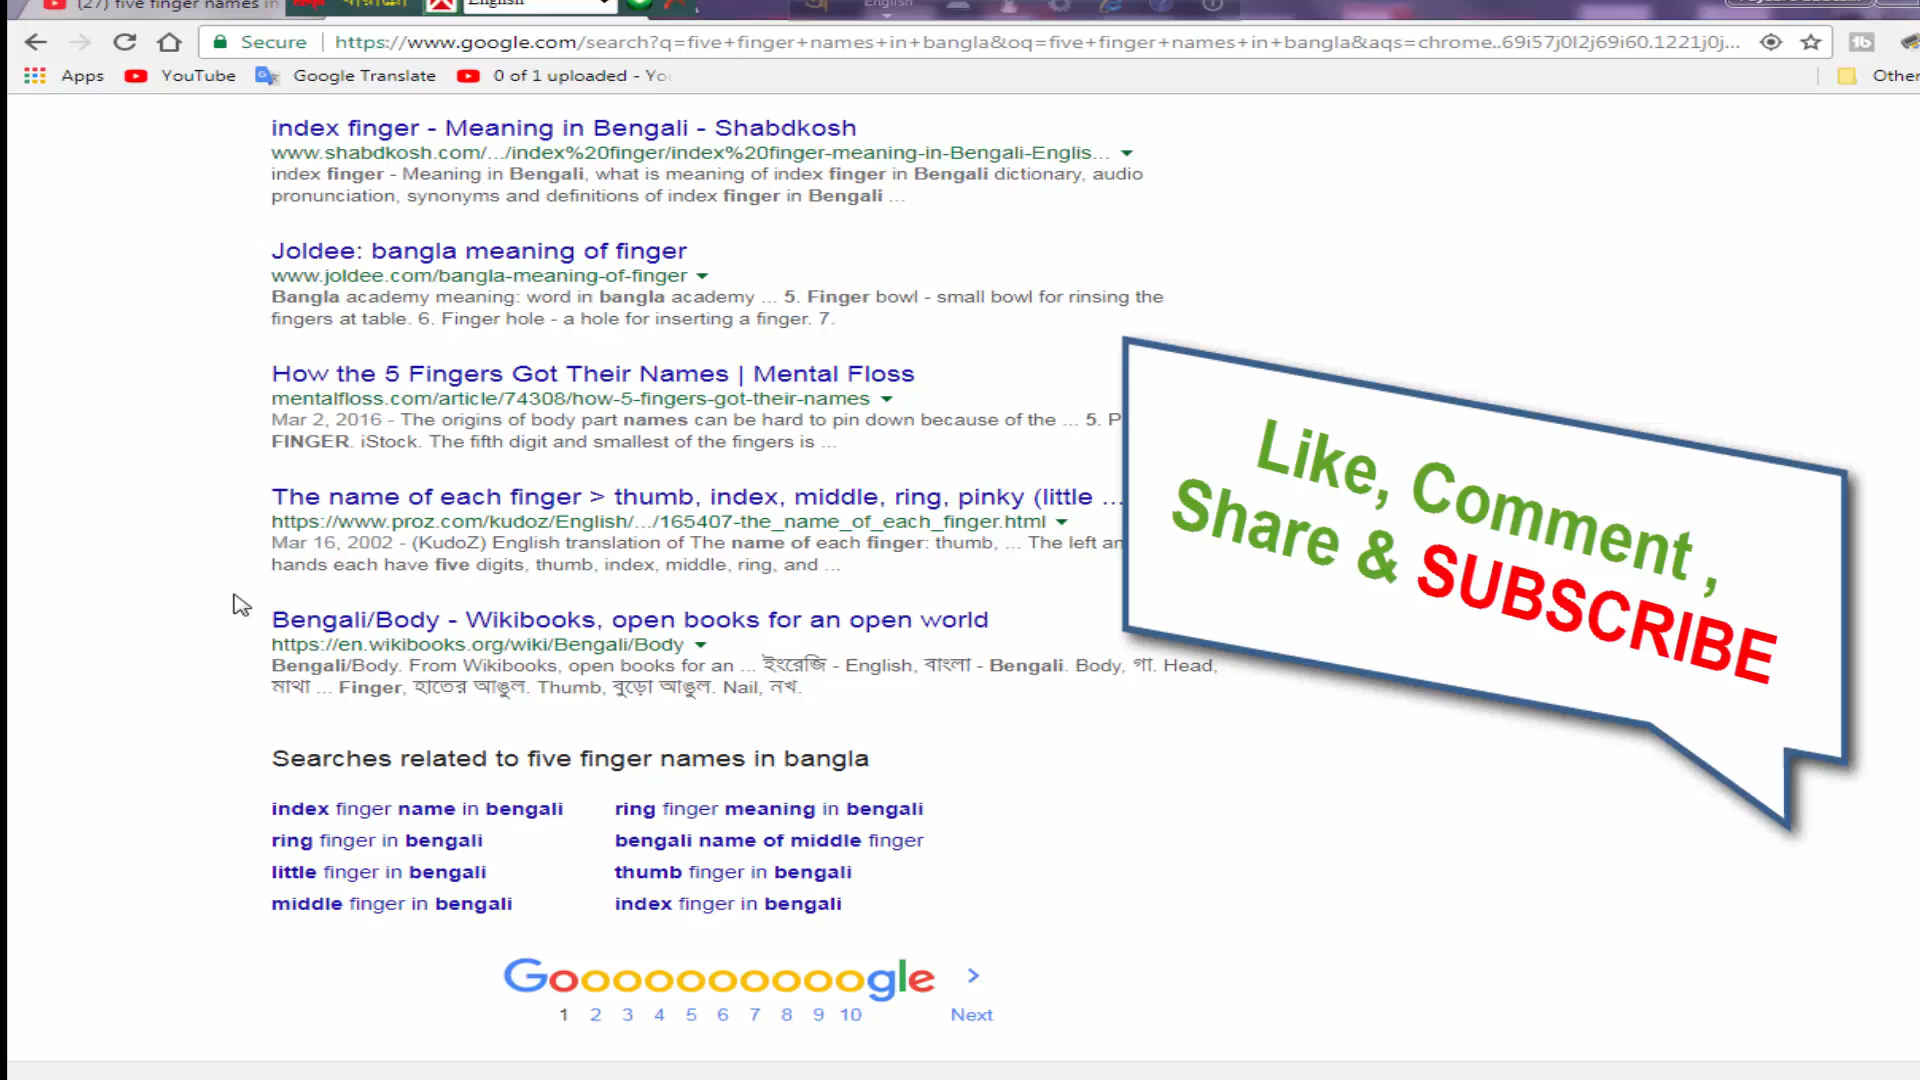 (27) five finger names in
English
English
Secure
https://www.google.com/search?q=five+finger+names+in+bangla&oq=five+finger+names+in+bangla&aqs=chrome..69i57j0l2j69i60.1221j0j...
Apps
YouTube
Google Translate
0 of 1 uploaded - You
Other
index finger - Meaning in Bengali - Shabdkosh
www.shabdkosh.com/.../index%20finger/index%20finger-meaning-in-Bengali-Englis...
index finger - Meaning in Bengali, what is meaning of index finger in Bengali dictionary, audio
pronunciation, synonyms and definitions of index finger in Bengali ...
Joldee: bangla meaning of finger
www.joldee.com/bangla-meaning-of-finger
Bangla academy meaning: word in bangla academy ... 5. Finger bowl - small bowl for rinsing the
fingers at table. 6. Finger hole - a hole for inserting a finger. 7.
How the 5 Fingers Got Their Names | Mental Floss
mentalfloss.com/article/74308/how-5-fingers-got-their-names
Mar 2, 2016 - The origins of body part names can be hard to pin down because of the ... 5. P
FINGER. iStock. The fifth digit and smallest of the fingers is ...
The name of each finger > thumb, index, middle, ring, pinky (little ...
https://www.proz.com/kudoz/English/.../165407-the_name_of_each_finger.html
Mar 16, 2002 - (KudoZ) English translation of The name of each finger: thumb, ... The left an
hands each have five digits, thumb, index, middle, ring, and ...
Bengali/Body - Wikibooks, open books for an open world
https://en.wikibooks.org/wiki/Bengali/Body
Bengali/Body. From Wikibooks, open books for an ... ইংরেজি - English, বাংলা - Bengali. Body, গা. Head,
মাথা ... Finger, হাতের আঙুল. Thumb, বুড়ো আঙুল. Nail, নখ.
Like, Comment ,
Share & SUBSCRIBE
Searches related to five finger names in bangla
index finger name in bengali
ring finger meaning in bengali
ring finger in bengali
bengali name of middle finger
little finger in bengali
thumb finger in bengali
middle finger in bengali
index finger in bengali
Goooooooooogle >
1 2 3 4 5 6 7 8 9 10 Next